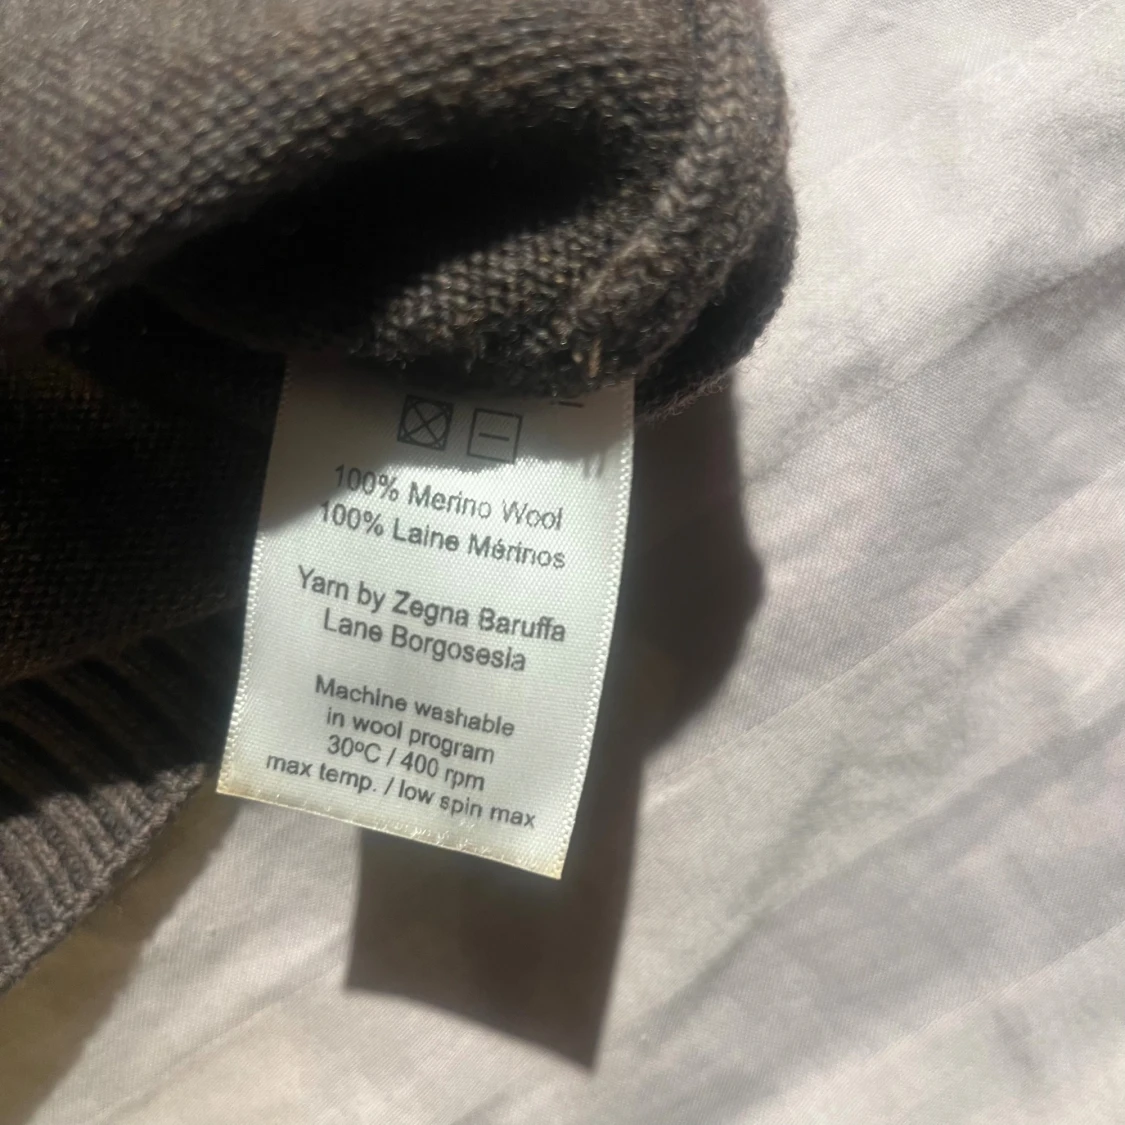 100% Merino Wool
100% Laine Mérinos
Yarn by Zegna Baruffa
Lane Borgosesia
Machine washable
in wool program
30ºC / 400 rpm
max temp. / low spin max